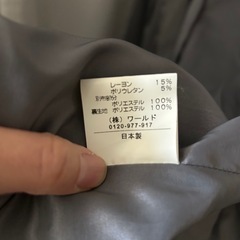 レーヨン 15%
ポリウレタン 5%
別布部分
ポリエステル 100%
裏生地 ポリエステル 100%
(株) ワールド
0120-977-917
日本製